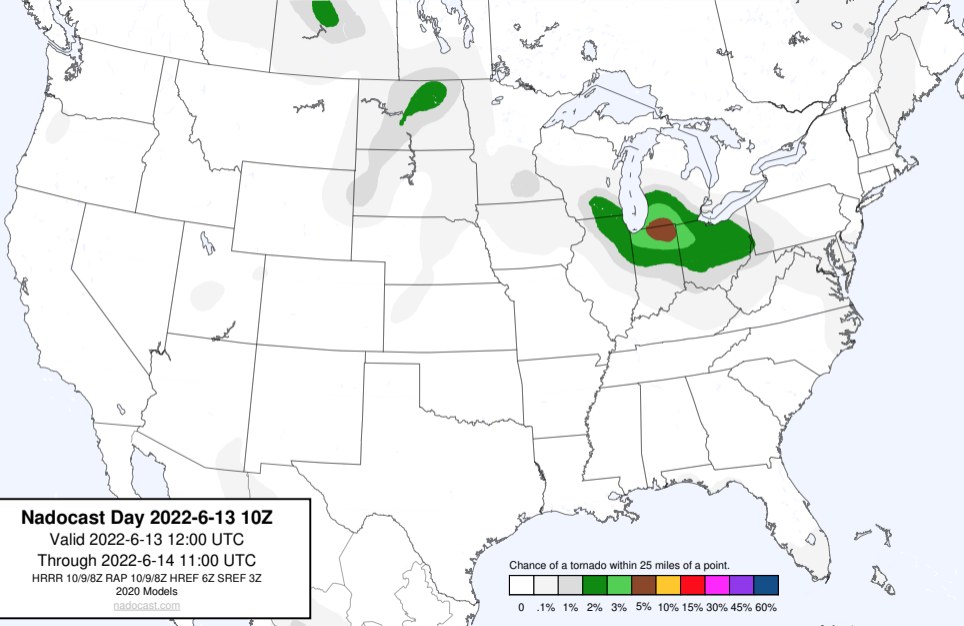 Nadocast Day 2022-6-13 10Z
Valid 2022-6-13 12:00 UTC
Through 2022-6-14 11:00 UTC
HRRR 10/9/8Z RAP 10/9/8Z HREF 6Z SREF 3Z
2020 Models
nadocast.com
Chance of a tornado within 25 miles of a point.
0 .1% 1% 2% 3% 5% 10% 15% 30% 45% 60%